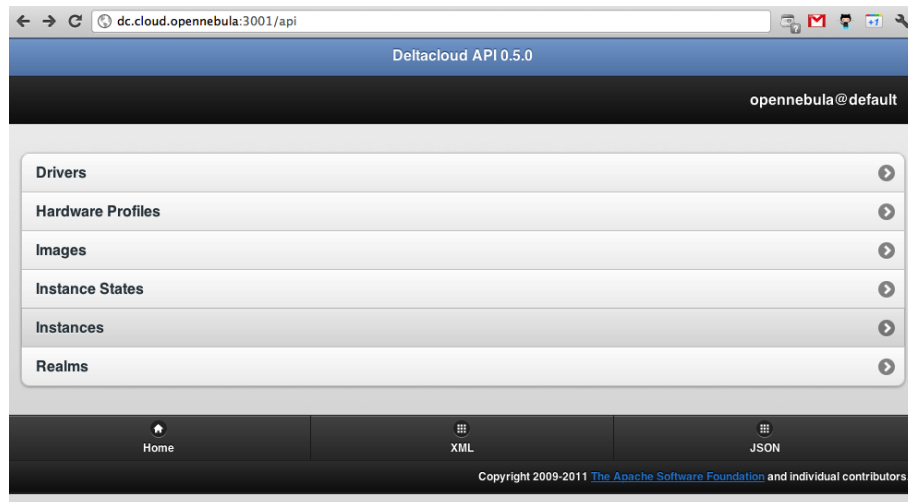 dc.cloud.opennebula:3001/api
Deltacloud API 0.5.0
opennebula@default
Drivers
Hardware Profiles
Images
Instance States
Instances
Realms
Home
XML
JSON
Copyright 2009-2011 The Apache Software Foundation and individual contributors